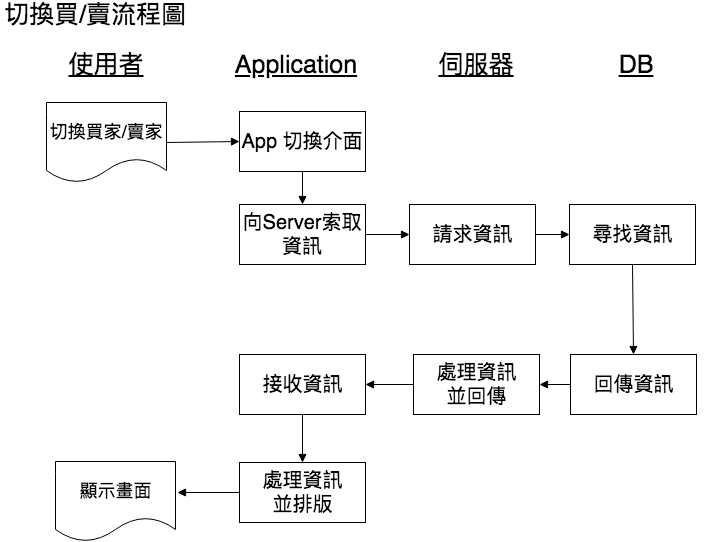 切換買/賣流程圖
使用者
Application
伺服器
DB
切換買家/賣家
App 切換介面
向Server索取
資訊
請求資訊
尋找資訊
接收資訊
處理資訊
並回傳
回傳資訊
顯示畫面
處理資訊
並排版